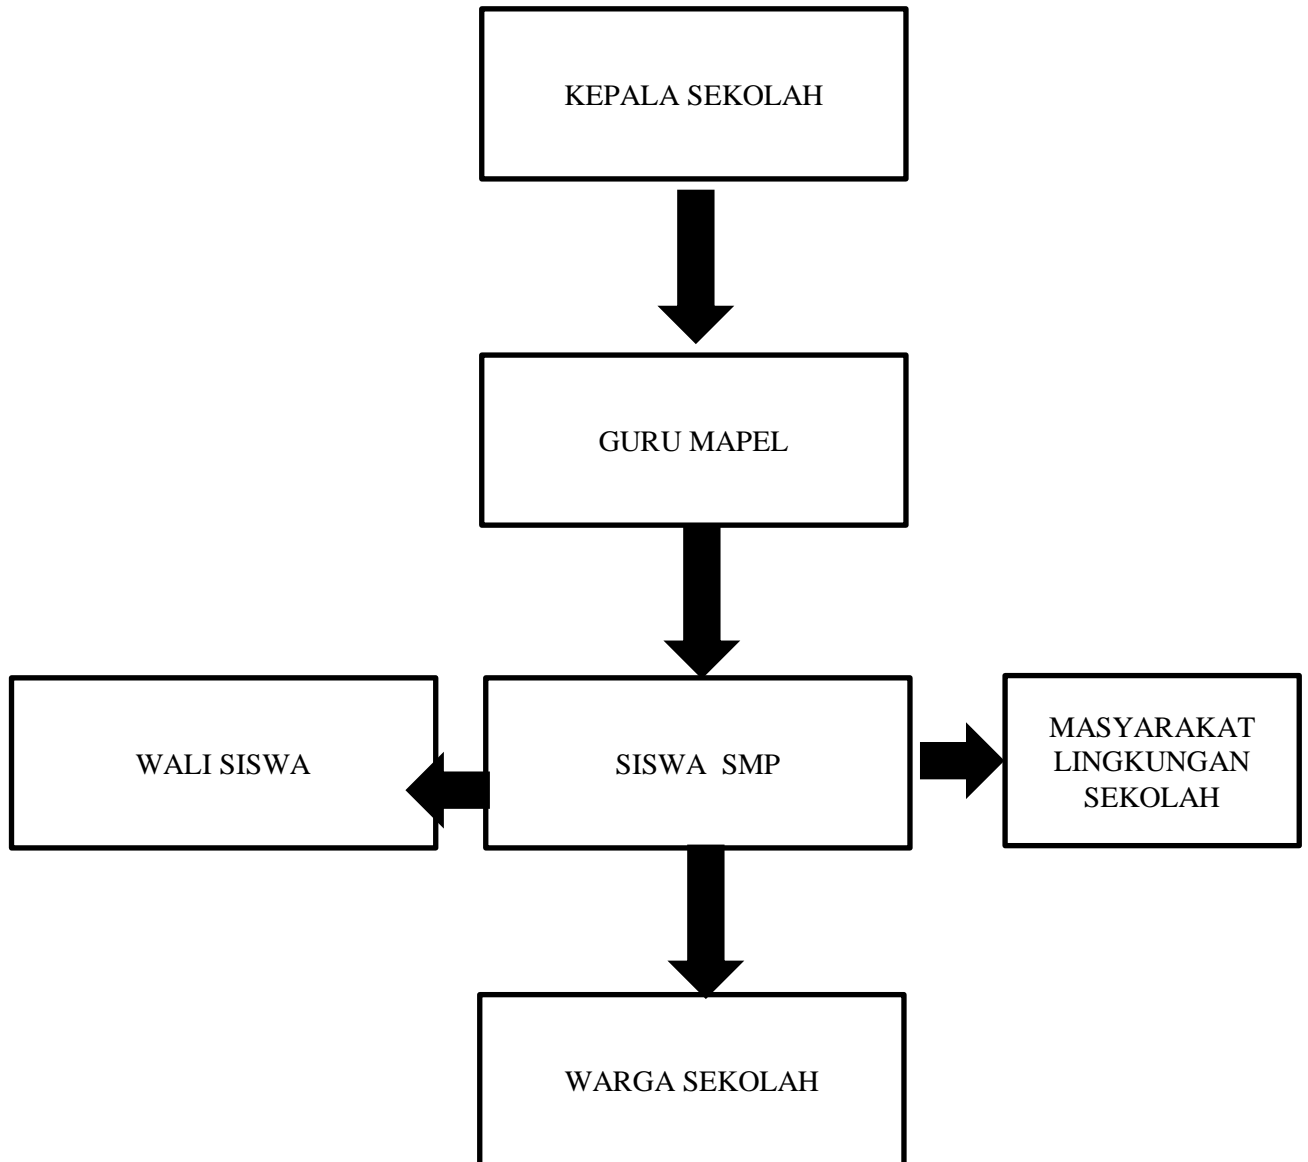 KEPALA SEKOLAH
GURU MAPEL
WALI SISWA
SISWA  SMP
MASYARAKAT
LINGKUNGAN
SEKOLAH
WARGA SEKOLAH